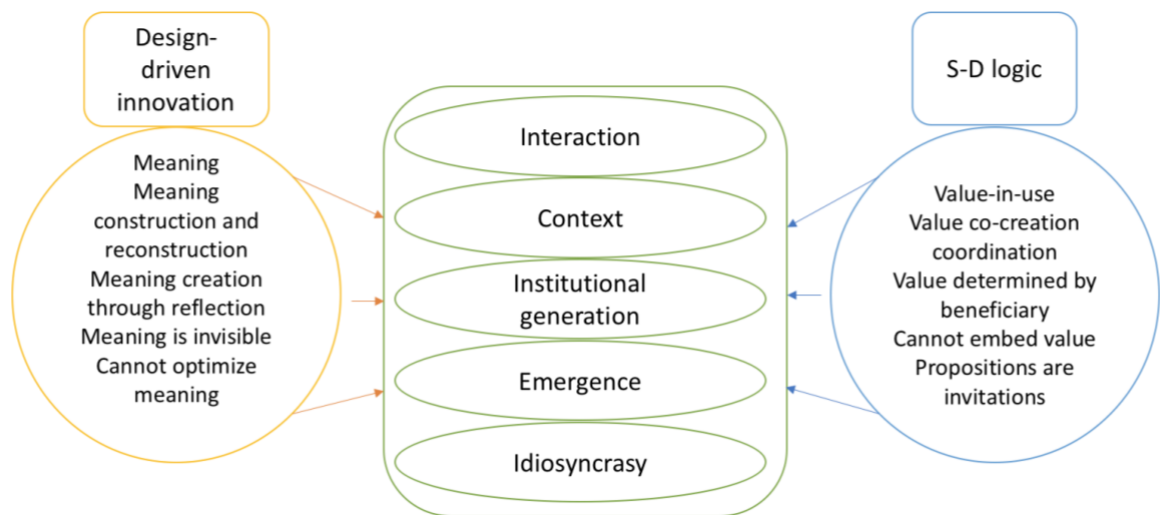 Design-
driven
innovation
Meaning
Meaning
construction and
reconstruction
Meaning creation
through reflection
Meaning is invisible
Cannot optimize
meaning
Interaction
Context
Institutional
generation
Emergence
Idiosyncrasy
S-D logic
Value-in-use
Value co-creation
coordination
Value determined by
beneficiary
Cannot embed value
Propositions are
invitations